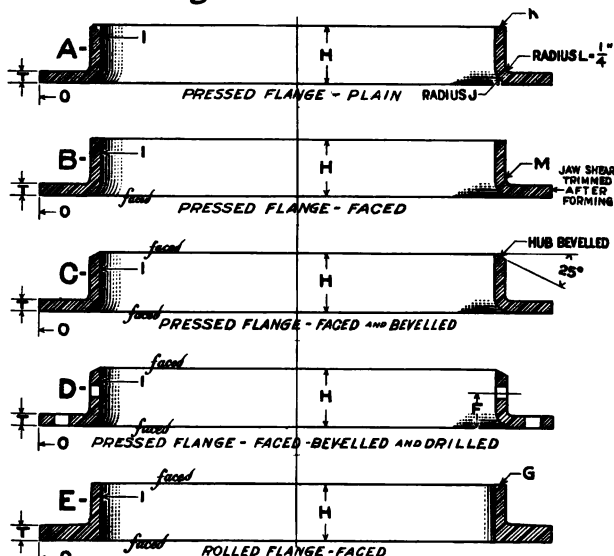 K
A- I H RADIUS L = 1/4"
T
O PRESSED FLANGE - PLAIN RADIUS J
B- I H M JAW SHEAR
TRIMMED
AFTER
FORMING
T
O faced PRESSED FLANGE - FACED
faced HUB BEVELLED
C- I H 25°
T
O faced
PRESSED FLANGE - FACED AND BEVELLED
faced
D- I H F
T
O PRESSED FLANGE - FACED - BEVELLED AND DRILLED
faced G
E- I H
T
O faced ROLLED FLANGE - FACED